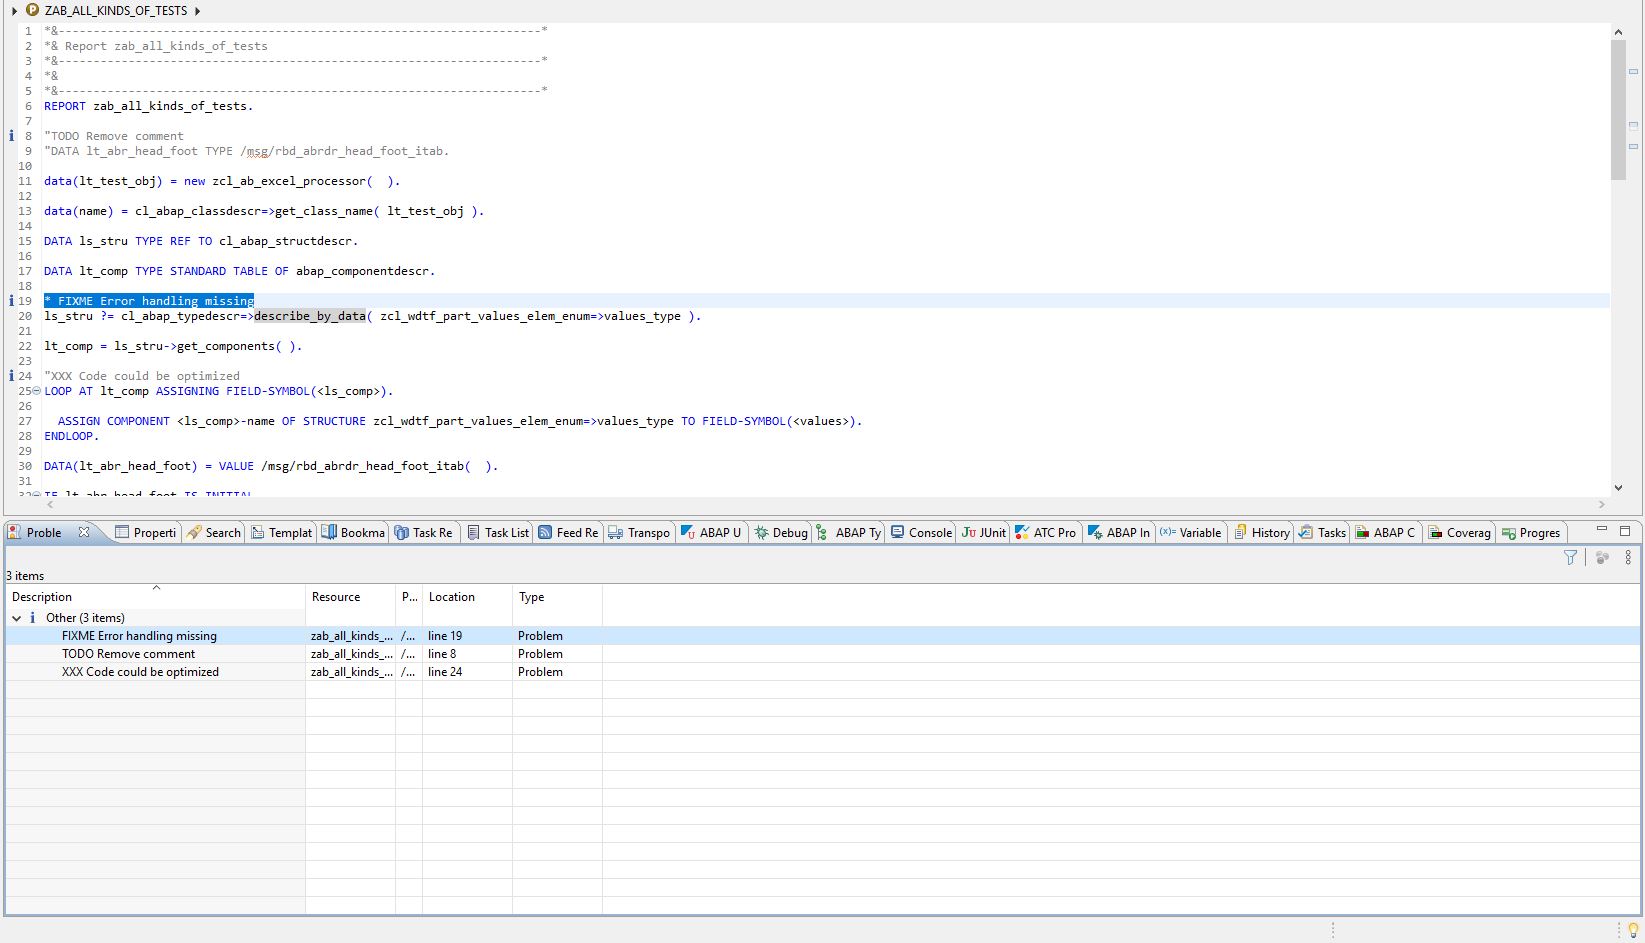 ZAB_ALL_KINDS_OF_TESTS
1 *&---------------------------------------------------------------------*
2 *& Report zab_all_kinds_of_tests
3 *&---------------------------------------------------------------------*
4 *&
5 *&---------------------------------------------------------------------*
6 REPORT zab_all_kinds_of_tests.
7
8 "TODO Remove comment
9 "DATA lt_abr_head_foot TYPE /msg/rbd_abrdr_head_foot_itab.
10
11 data(lt_test_obj) = new zcl_ab_excel_processor(  ).
12
13 data(name) = cl_abap_classdescr=>get_class_name( lt_test_obj ).
14
15 DATA ls_stru TYPE REF TO cl_abap_structdescr.
16
17 DATA lt_comp TYPE STANDARD TABLE OF abap_componentdescr.
18
19 * FIXME Error handling missing
20 ls_stru ?= cl_abap_typedescr=>describe_by_data( zcl_wdtf_part_values_elem_enum=>values_type ).
21
22 lt_comp = ls_stru->get_components( ).
23
24 "XXX Code could be optimized
25 LOOP AT lt_comp ASSIGNING FIELD-SYMBOL(<ls_comp>).
26
27   ASSIGN COMPONENT <ls_comp>-name OF STRUCTURE zcl_wdtf_part_values_elem_enum=>values_type TO FIELD-SYMBOL(<values>).
28 ENDLOOP.
29
30 DATA(lt_abr_head_foot) = VALUE /msg/rbd_abrdr_head_foot_itab(  ).
31
32 IF lt_abr_head_foot IS INITIAL
Proble Properti Search Templat Bookma Task Re Task List Feed Re Transpo ABAP U Debug ABAP Ty Console JUnit ATC Pro ABAP In Variable History Tasks ABAP C Coverag Progres
3 items
Description Resource P... Location Type
Other (3 items)
FIXME Error handling missing zab_all_kinds_... /... line 19 Problem
TODO Remove comment zab_all_kinds_... /... line 8 Problem
XXX Code could be optimized zab_all_kinds_... /... line 24 Problem